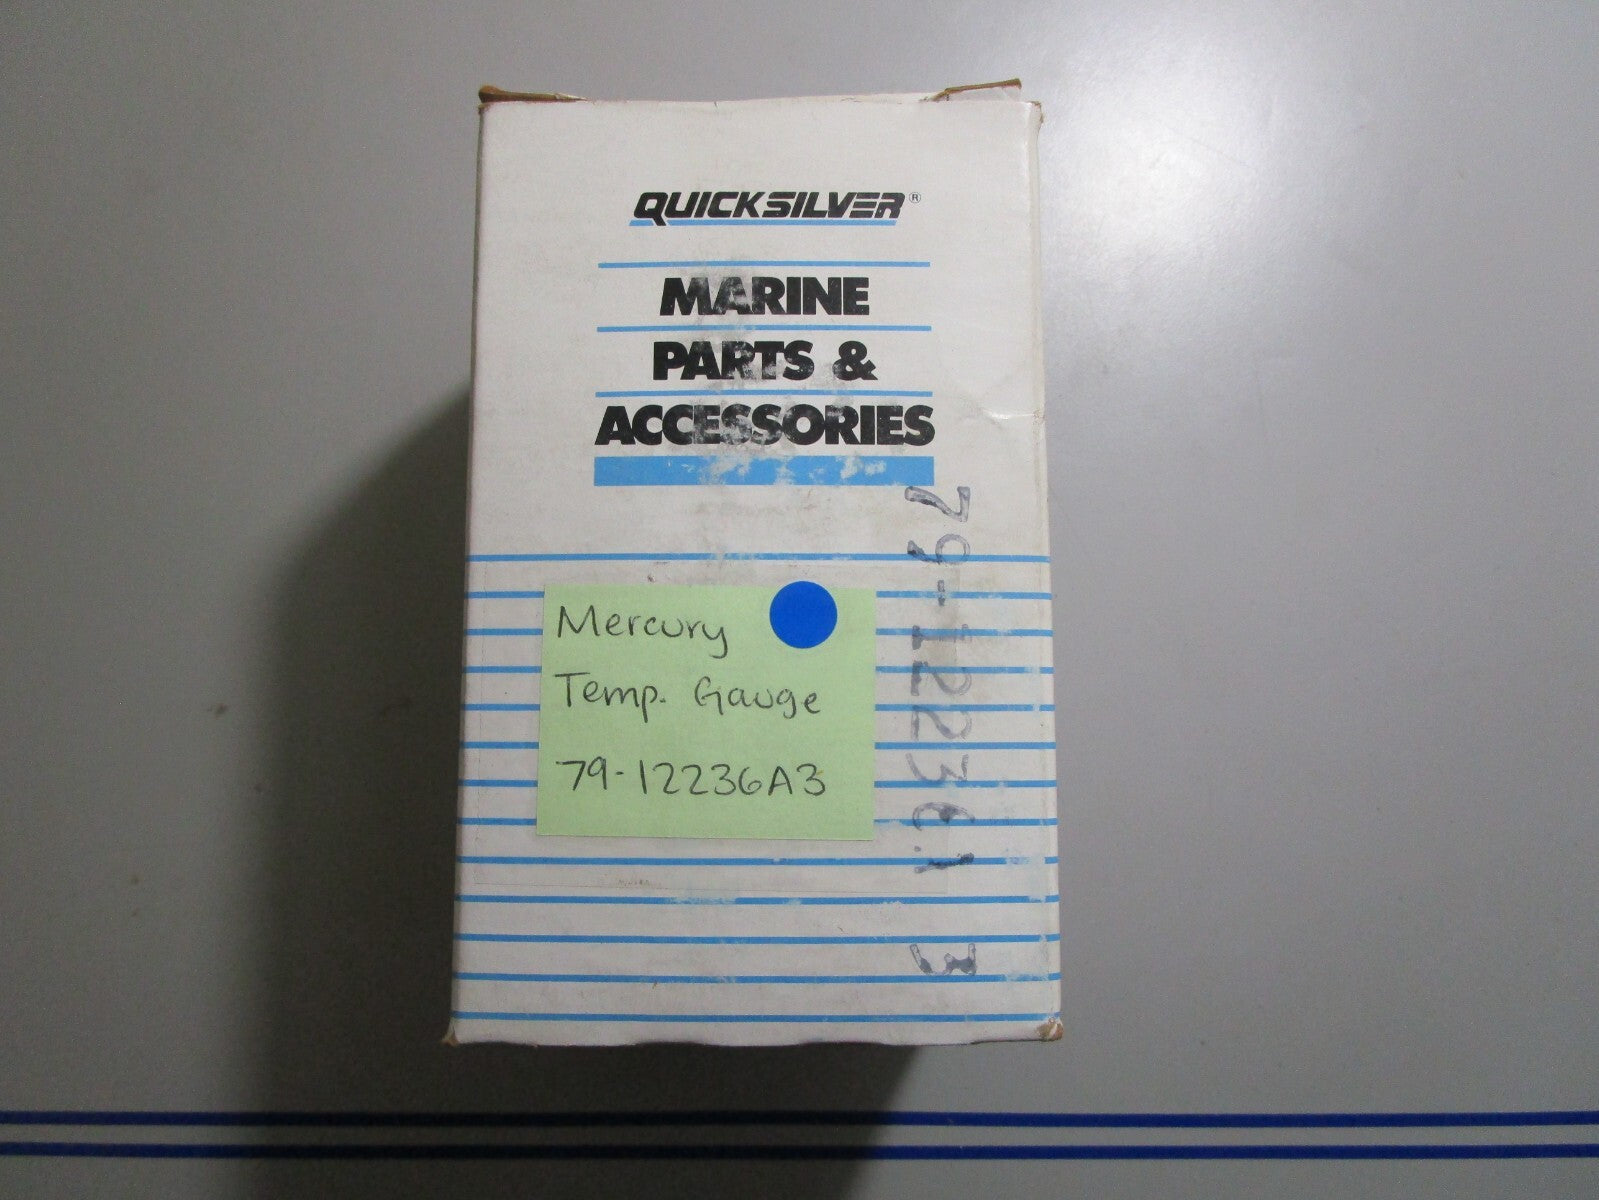 QUICKSILVER®
MARINE
PARTS &
ACCESSORIES
Mercury
Temp. Gauge
79-12236A3
79-12236
3